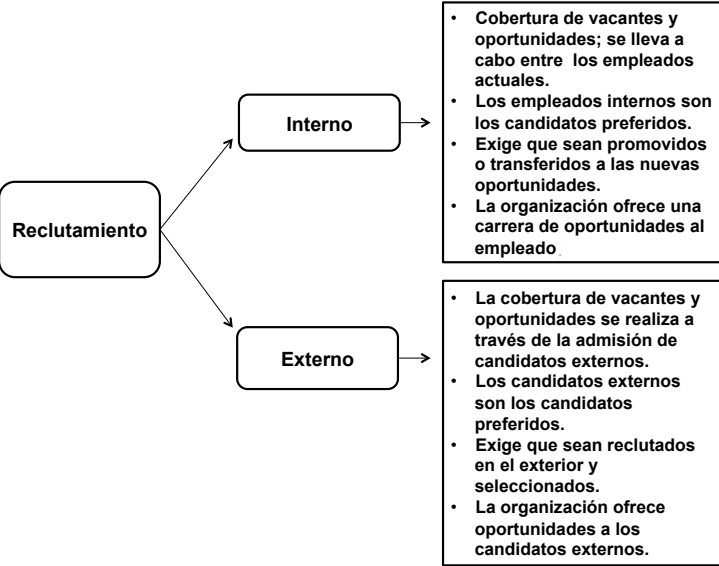 Reclutamiento
Interno
• Cobertura de vacantes y
oportunidades; se lleva a
cabo entre los empleados
actuales.
• Los empleados internos son
los candidatos preferidos.
• Exige que sean promovidos
o transferidos a las nuevas
oportunidades.
• La organización ofrece una
carrera de oportunidades al
empleado.
Externo
• La cobertura de vacantes y
oportunidades se realiza a
través de la admisión de
candidatos externos.
• Los candidatos externos
son los candidatos
preferidos.
• Exige que sean reclutados
en el exterior y
seleccionados.
• La organización ofrece
oportunidades a los
candidatos externos.